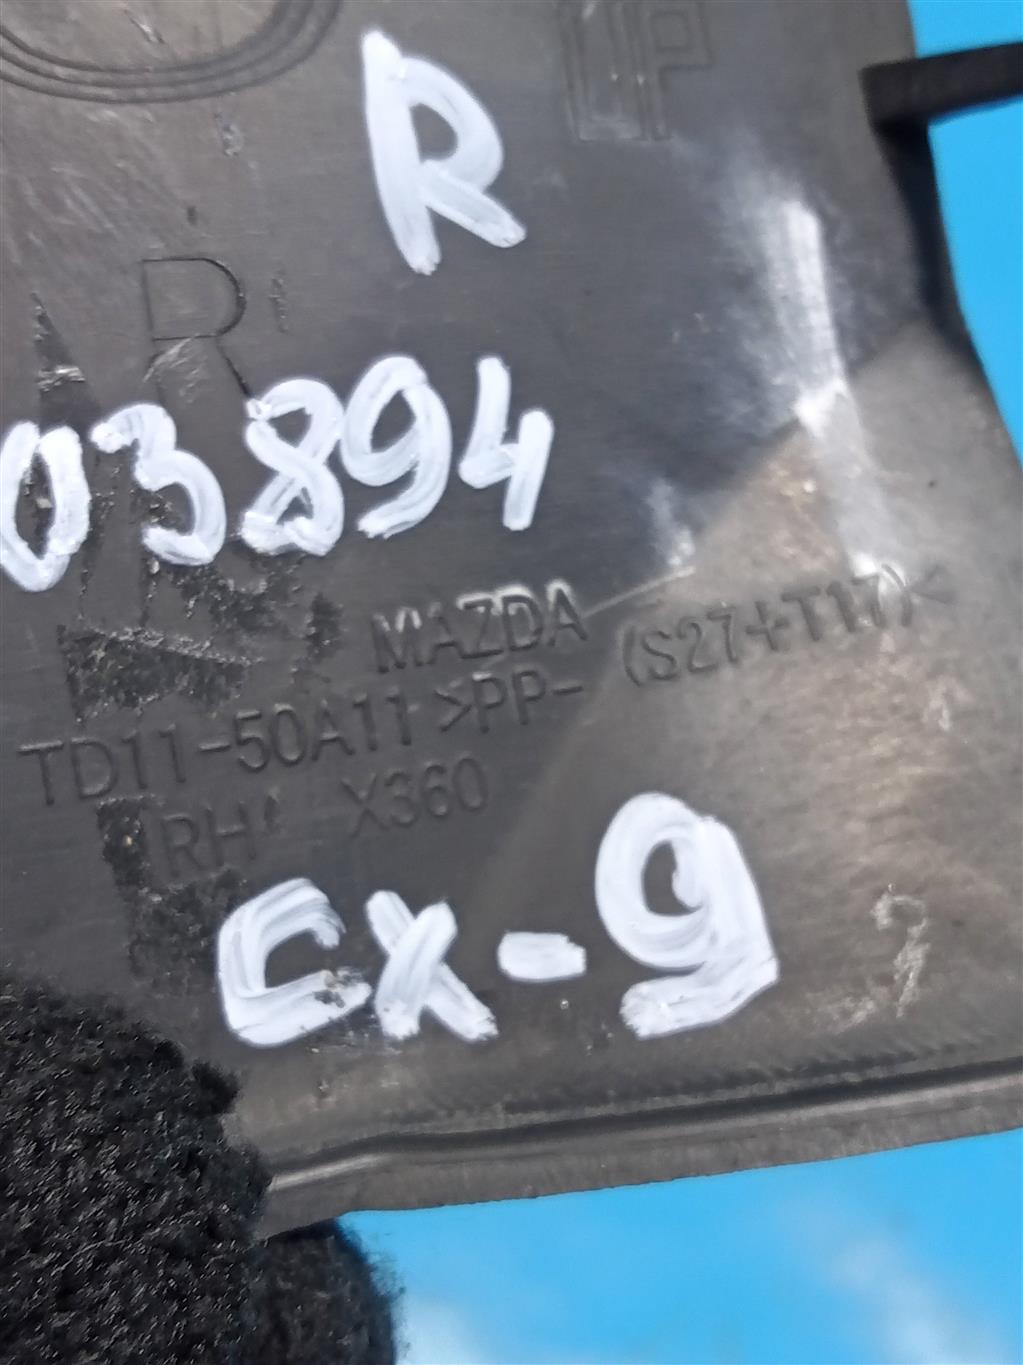 UP
R
R
03894
MAZDA
TD11-50A11 >PP- (S27+T17)<
RH X360
CX-9